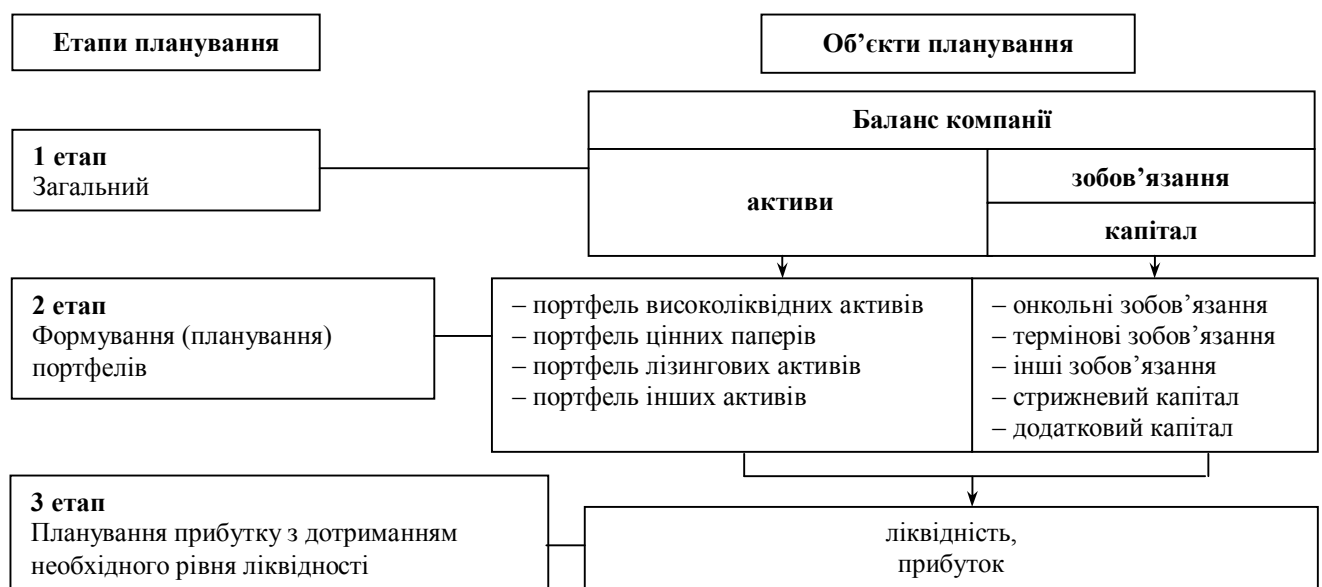 Етапи планування
Об’єкти планування
Баланс компанії
1 етап
Загальний
активи
зобов’язання
капітал
2 етап
Формування (планування)
портфелів
– портфель високоліквідних активів
– портфель цінних паперів
– портфель лізингових активів
– портфель інших активів
– онкольні зобов’язання
– термінові зобов’язання
– інші зобов’язання
– стрижневий капітал
– додатковий капітал
3 етап
Планування прибутку з дотриманням
необхідного рівня ліквідності
ліквідність,
прибуток